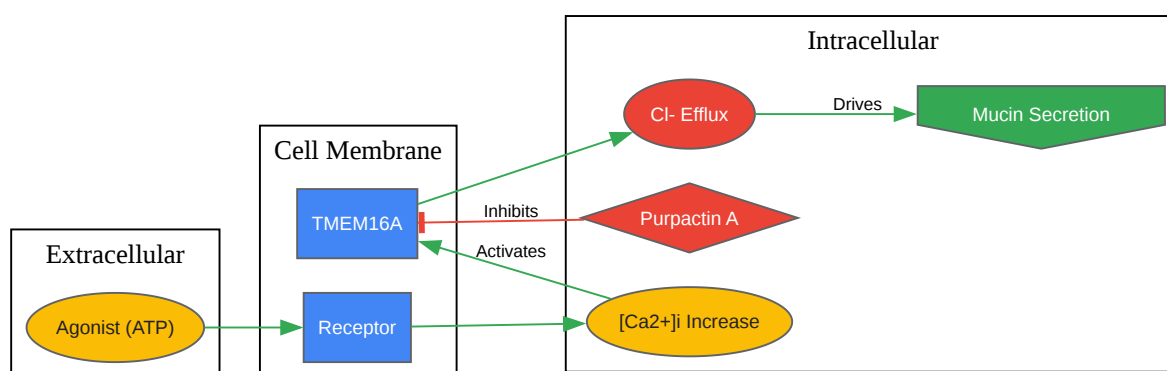 Extracellular
Agonist (ATP)
Cell Membrane
TMEM16A
Receptor
Intracellular
Cl- Efflux
Drives
Mucin Secretion
Inhibits
Purpactin A
Activates
[Ca2+]i Increase